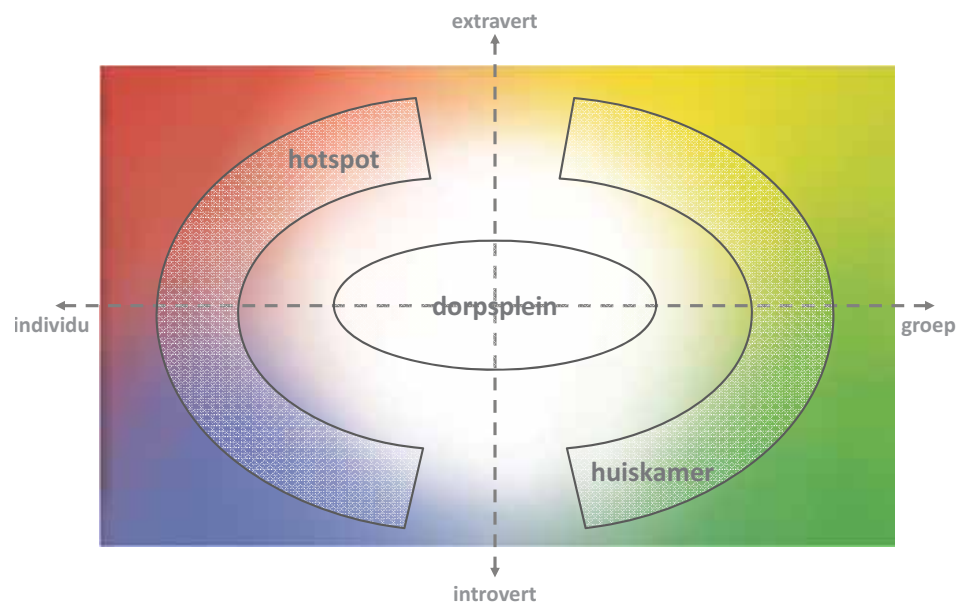 extravert
hotspot
dorpsplein
individu
groep
huiskamer
introvert